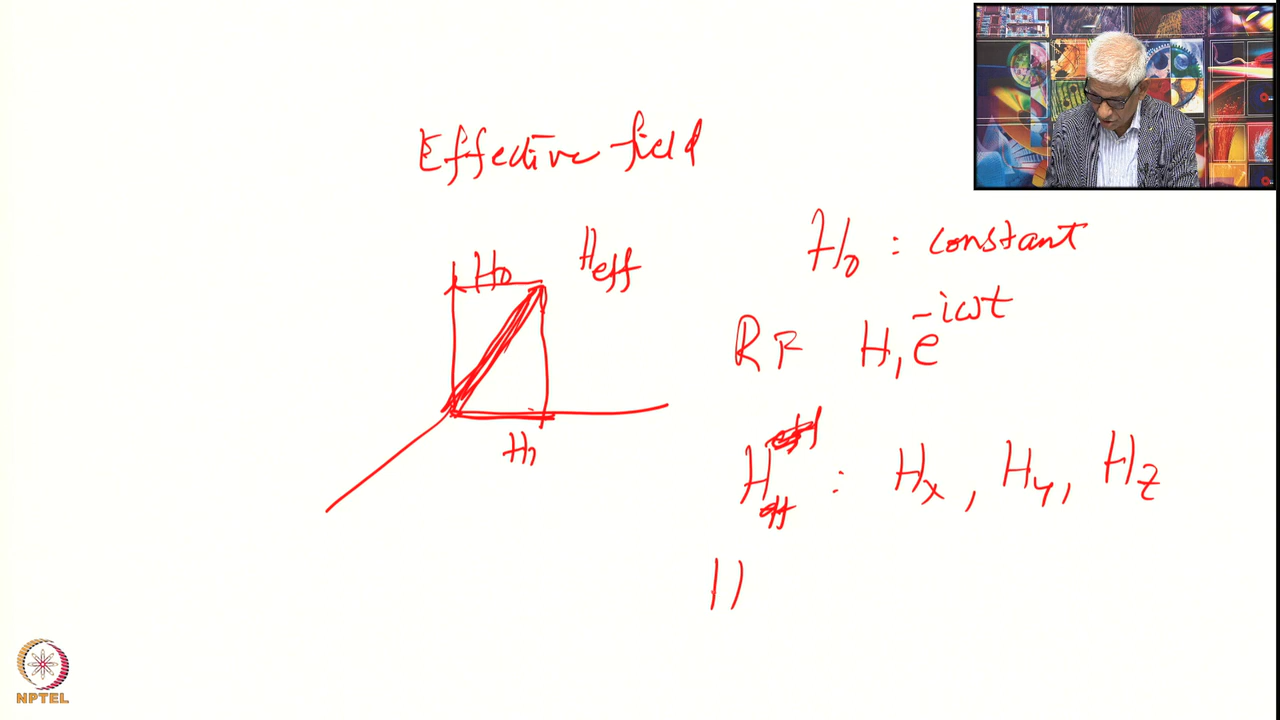 Effective field
H₀ : constant
H₀ Heff
RF H₁e^-iωt
H₁
Heff : Hx, Hy, Hz
NPTEL